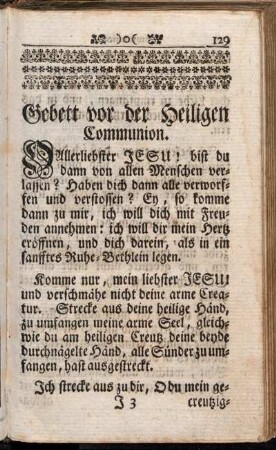 129
Gebett vor der Heiligen
Communion.
O Allerliebster JESU! bist du
dann von allen Menschen ver-
lassen? Haben dich dann alle verworf-
fen und verstossen? Ey, so komme
dann zu mir, ich will dich mit Freu-
den annehmen: ich will dir mein Hertz
eröffnen, und dich darein, als in ein
sanfftes Ruhe-Bethlein legen.
Komme nur, mein liebster JESU!
und verschmähe nicht deine arme Crea-
tur. Strecke aus deine heilige Händ,
zu umfangen meine arme Seel, gleich-
wie du am heiligen Creutz deine beyde
durchnägelte Händ, alle Sünder zu um-
fangen, hast ausgestreckt.
Ich strecke aus zu dir, O du mein ge-
J 3 creutzig-